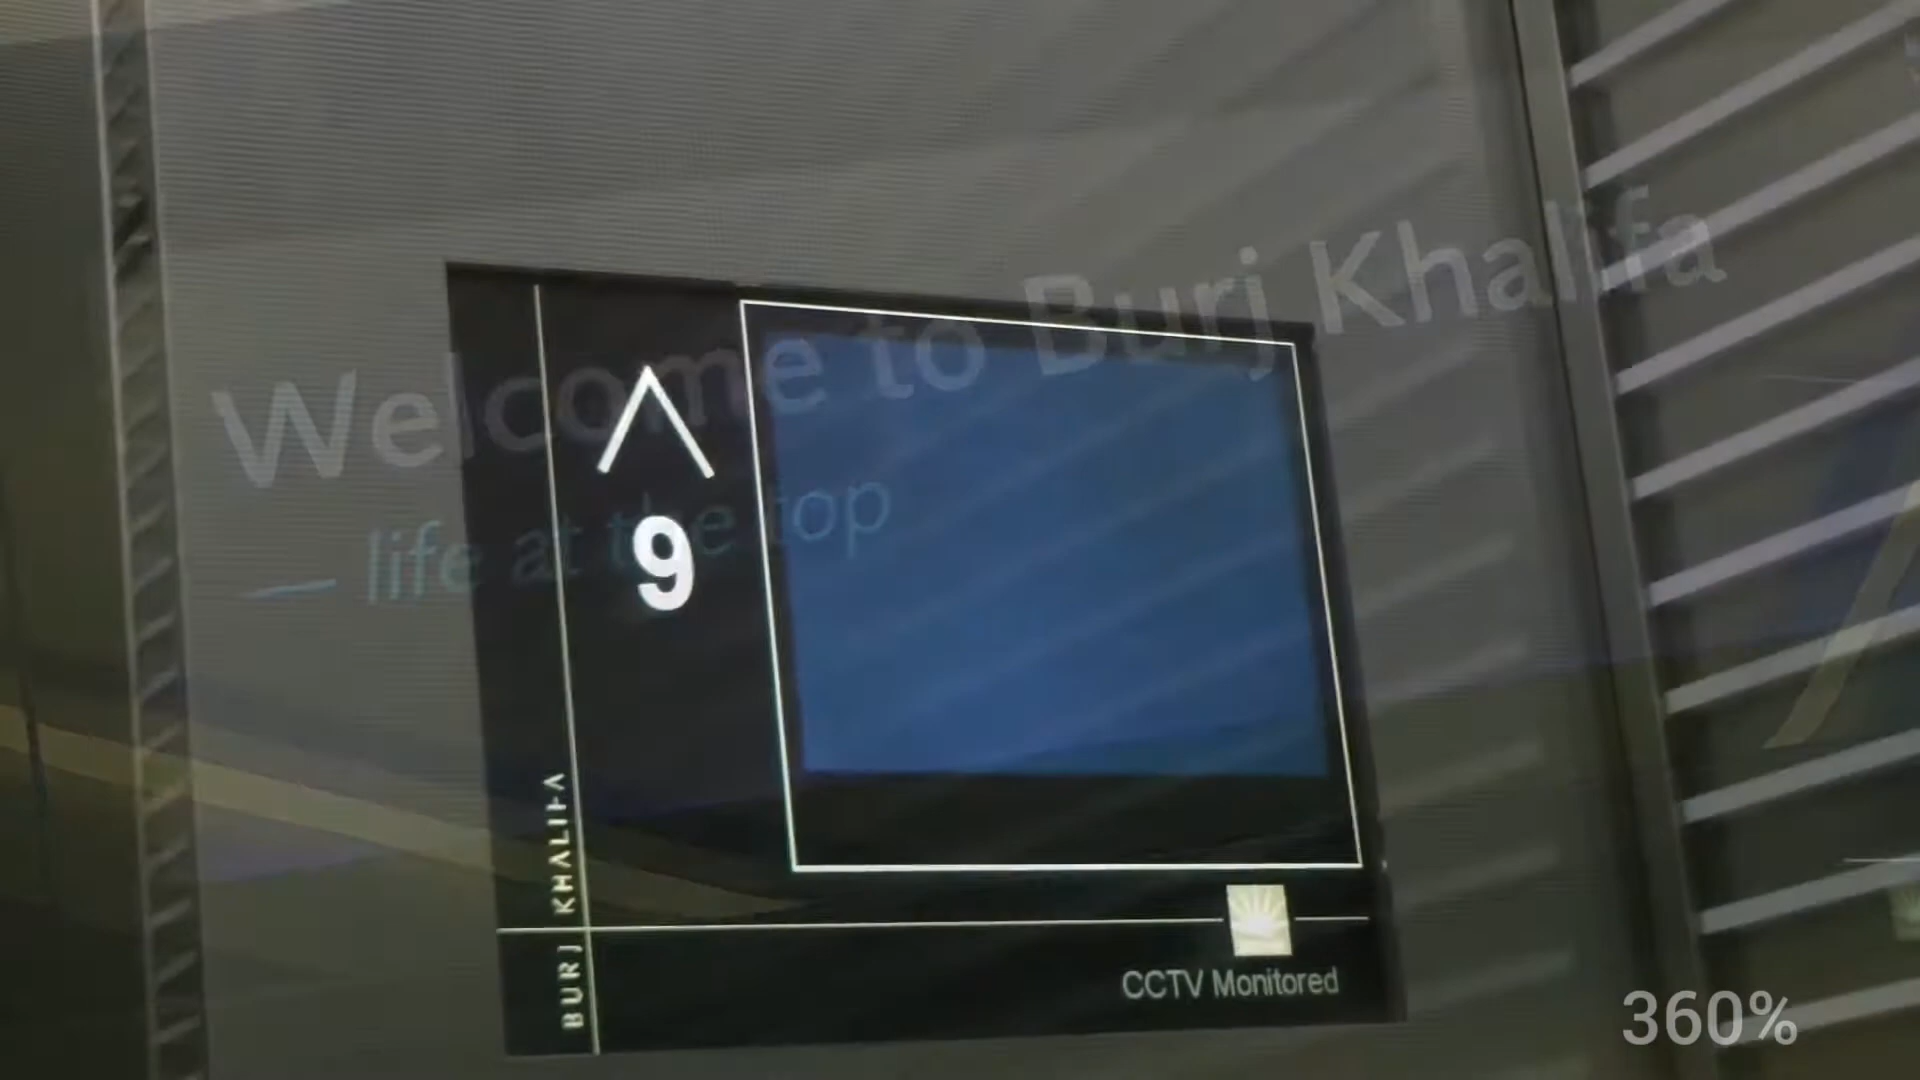 Welcome to Burj Khalifa
— life at the top
9
BURJ KHALIFA
CCTV Monitored
360%